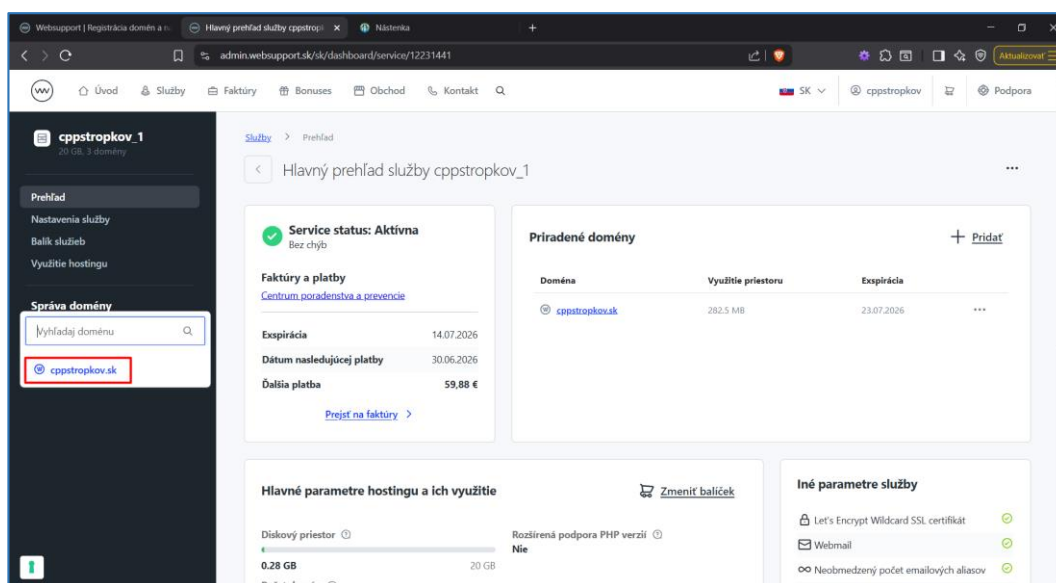 Websupport | Registrácia domén a
Hlavný prehľad služby cppstropk
Nástenka
admin.websupport.sk/sk/dashboard/service/12231441
Aktualizovať
Úvod
Služby
Faktúry
Bonuses
Obchod
Kontakt
SK
cppstropkov
Podpora
cppstropkov_1
20 GB, 3 domény
Prehľad
Nastavenia služby
Balík služieb
Využitie hostingu
Správa domény
Vyhľadaj doménu
cppstropkov.sk
Služby > Prehľad
Hlavný prehľad služby cppstropkov_1
Service status: Aktívna
Bez chýb
Faktúry a platby
Centrum poradenstva a prevencie
Exspirácia 14.07.2026
Dátum nasledujúcej platby 30.06.2026
Ďalšia platba 59,88 €
Prejsť na faktúry >
Priradené domény
+ Pridať
Doména Využitie priestoru Exspirácia
cppstropkov.sk 282.5 MB 23.07.2026
Hlavné parametre hostingu a ich využitie
Zmeniť balíček
Diskový priestor
0.28 GB 20 GB
Rozšírená podpora PHP verzií
Nie
Iné parametre služby
Let's Encrypt Wildcard SSL certifikát
Webmail
Neobmedzený počet emailových aliasov